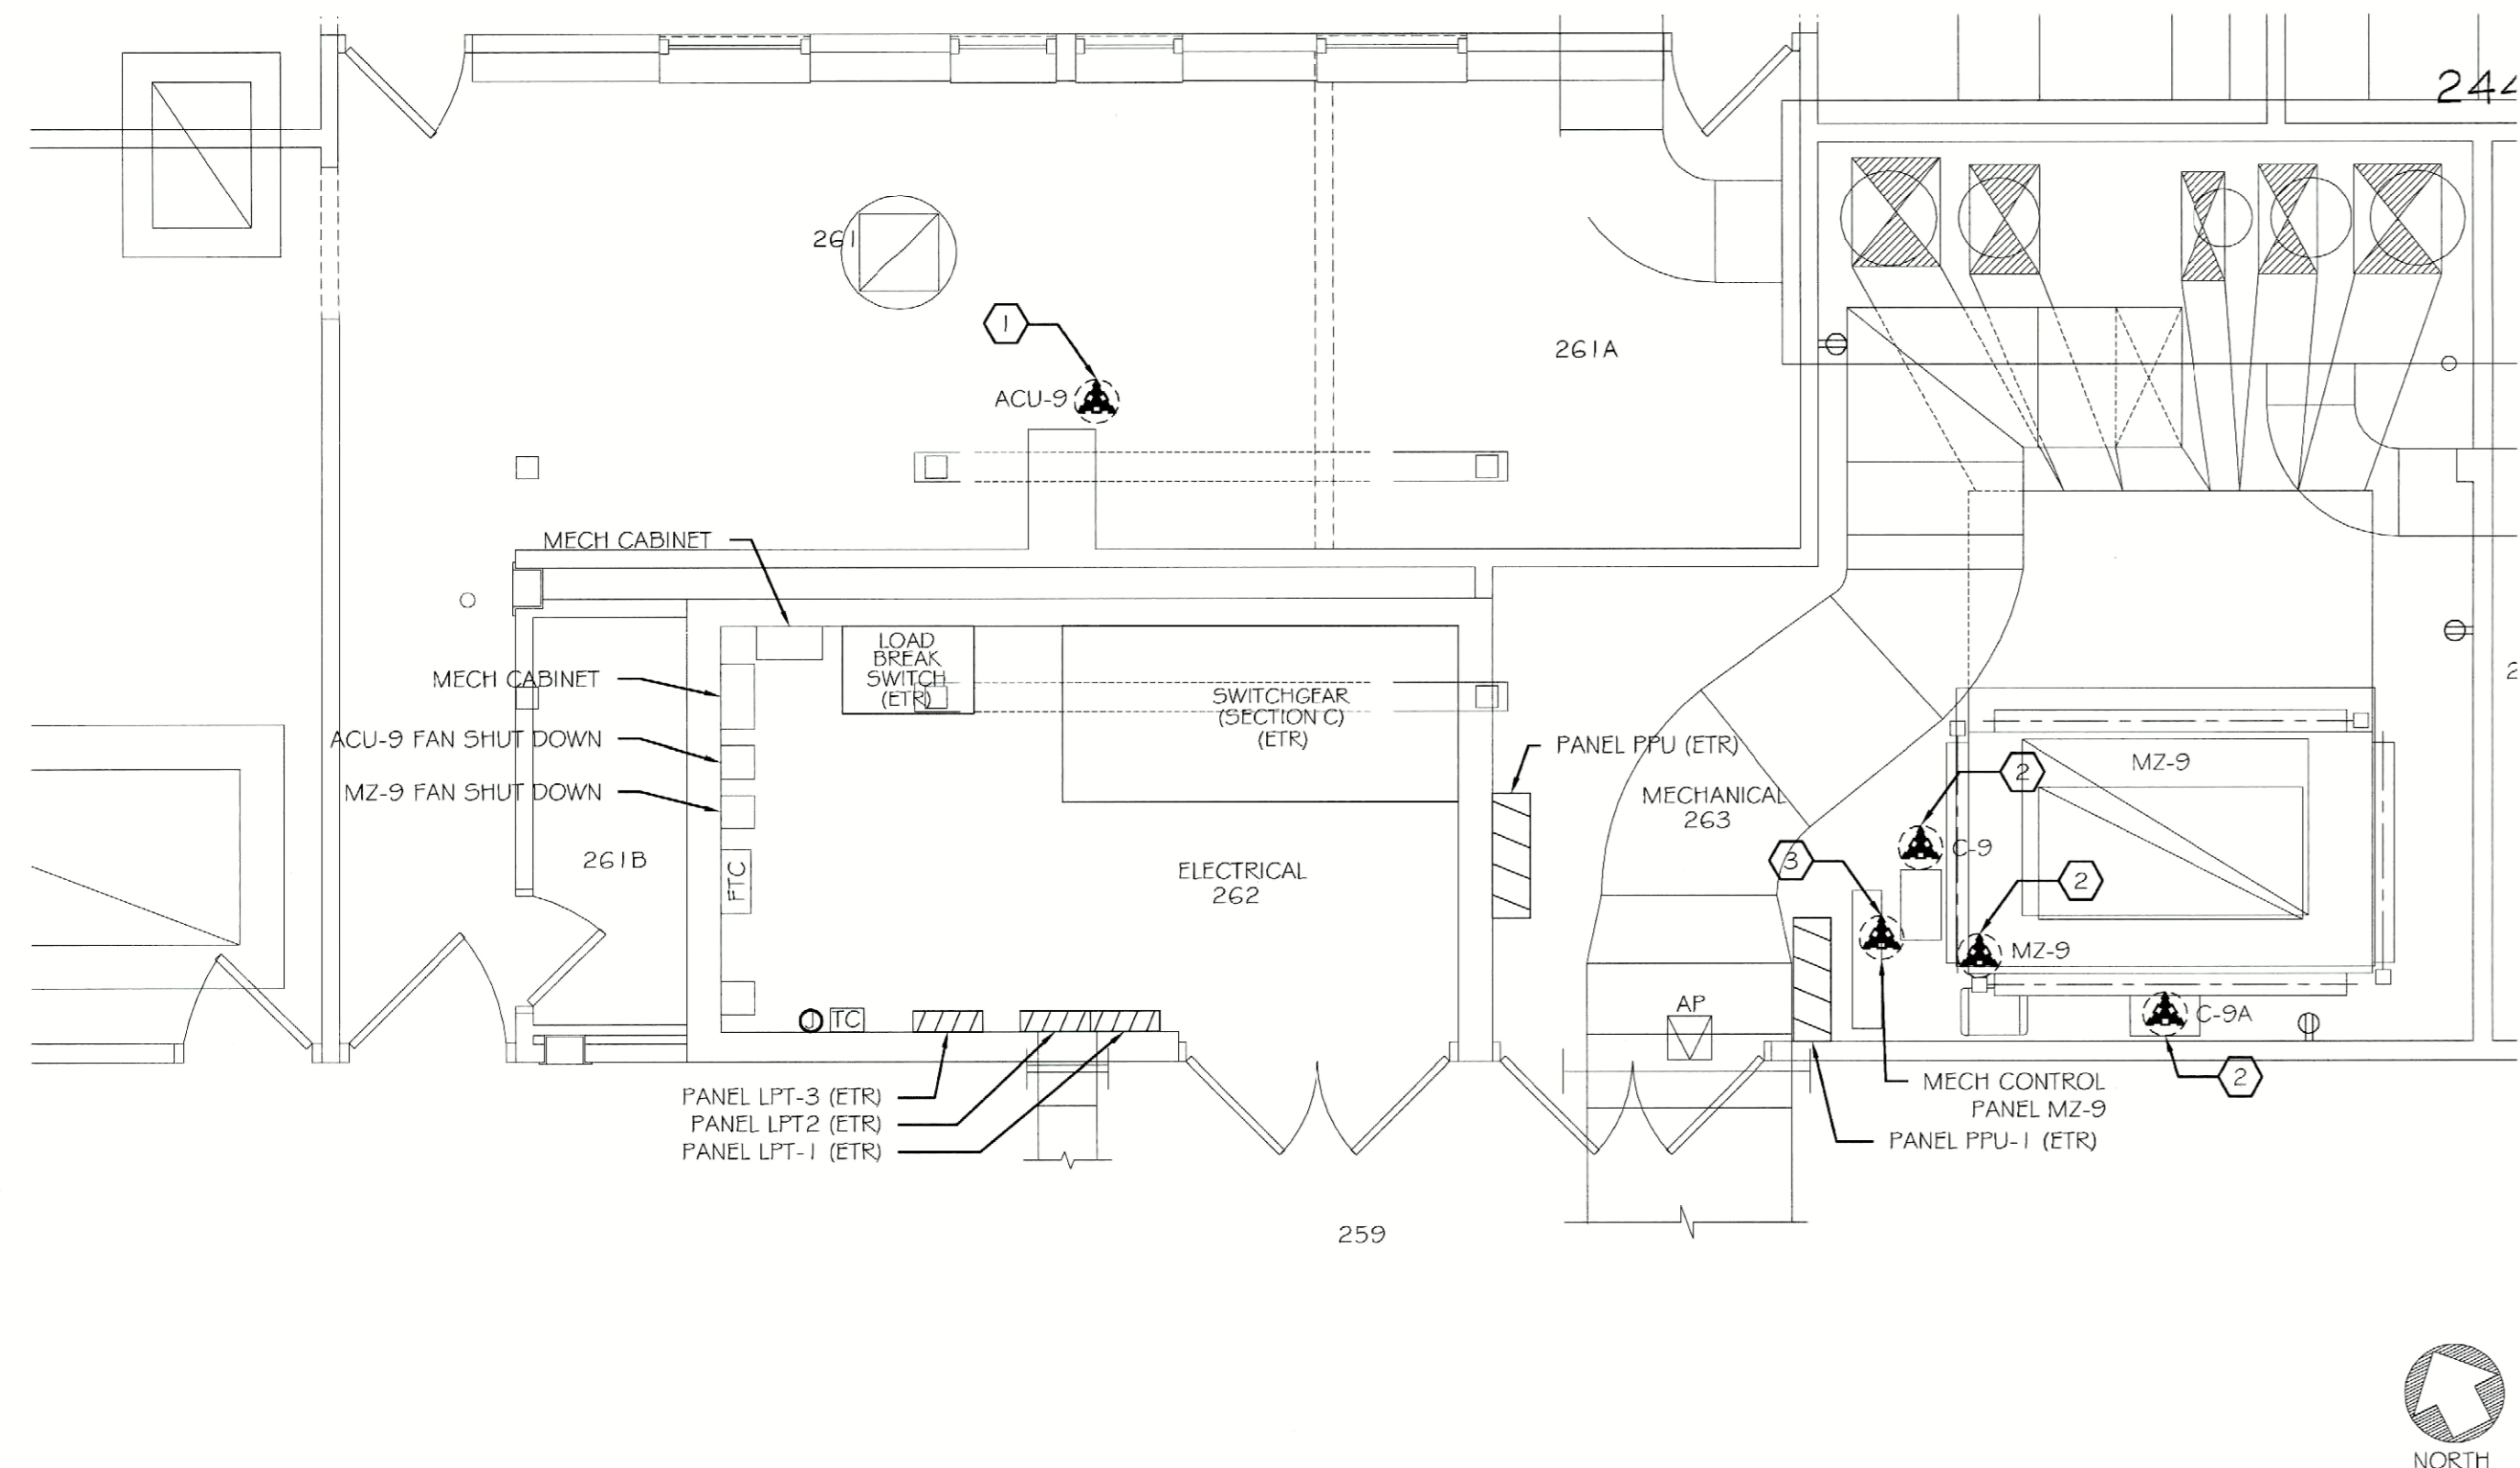 244
261
1
261A
ACU-9
MECH CABINET
LOAD
BREAK
SWITCH
(ETR)
MECH CABINET
SWITCHGEAR
(SECTION C)
(ETR)
ACU-9 FAN SHUT DOWN
PANEL PPU (ETR)
MZ-9
2
MZ-9 FAN SHUT DOWN
MECHANICAL
263
C-9
3
261B
FTC
ELECTRICAL
262
2
MZ-9
AP
J
TC
C-9A
2
PANEL LPT-3 (ETR)
PANEL LPT2 (ETR)
PANEL LPT-1 (ETR)
MECH CONTROL
PANEL MZ-9
PANEL PPU-1 (ETR)
259
NORTH